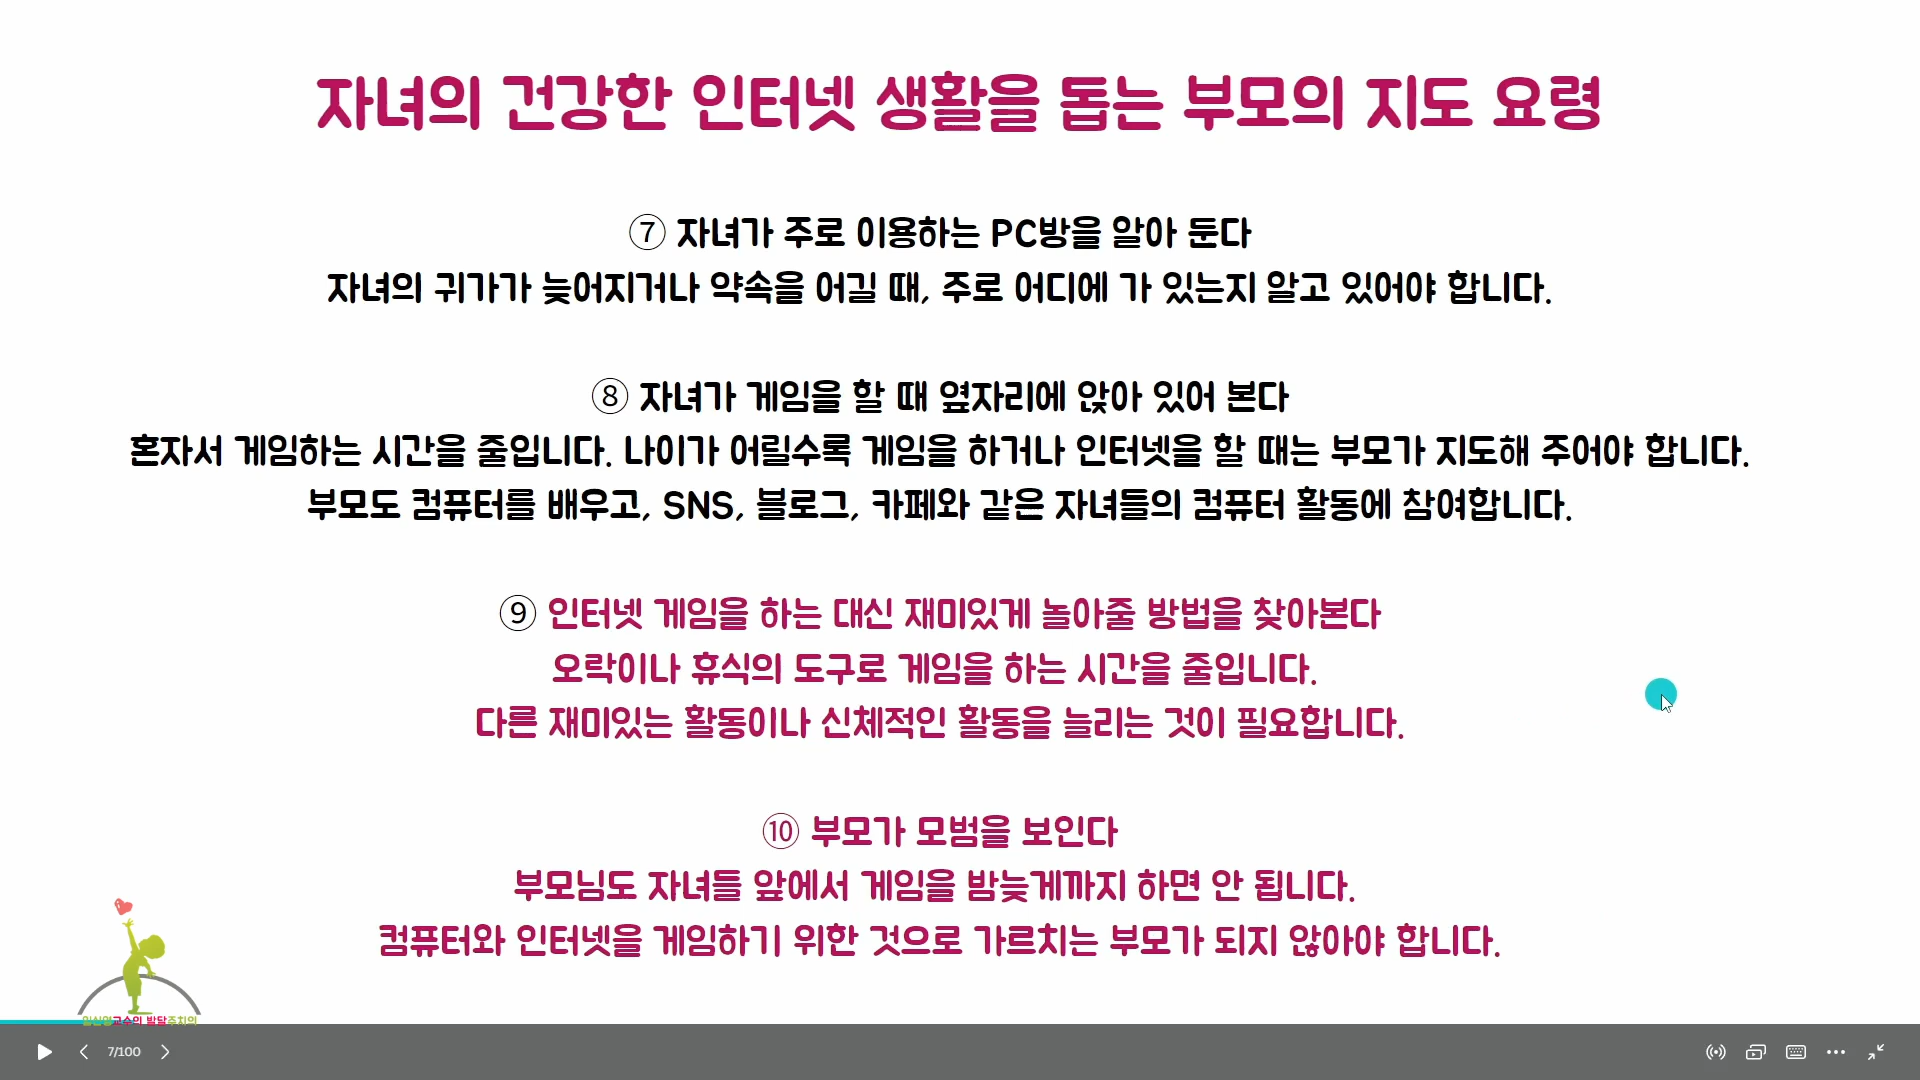 자녀의 건강한 인터넷 생활을 돕는 부모의 지도 요령
⑦ 자녀가 주로 이용하는 PC방을 알아 둔다
자녀의 귀가가 늦어지거나 약속을 어길 때, 주로 어디에 가 있는지 알고 있어야 합니다.
⑧ 자녀가 게임을 할 때 옆자리에 앉아 있어 본다
혼자서 게임하는 시간을 줄입니다. 나이가 어릴수록 게임을 하거나 인터넷을 할 때는 부모가 지도해 주어야 합니다.
부모도 컴퓨터를 배우고, SNS, 블로그, 카페와 같은 자녀들의 컴퓨터 활동에 참여합니다.
⑨ 인터넷 게임을 하는 대신 재미있게 놀아줄 방법을 찾아본다
오락이나 휴식의 도구로 게임을 하는 시간을 줄입니다.
다른 재미있는 활동이나 신체적인 활동을 늘리는 것이 필요합니다.
⑩ 부모가 모범을 보인다
부모님도 자녀들 앞에서 게임을 밤늦게까지 하면 안 됩니다.
컴퓨터와 인터넷을 게임하기 위한 것으로 가르치는 부모가 되지 않아야 합니다.
교수의 발달주치의
7/100